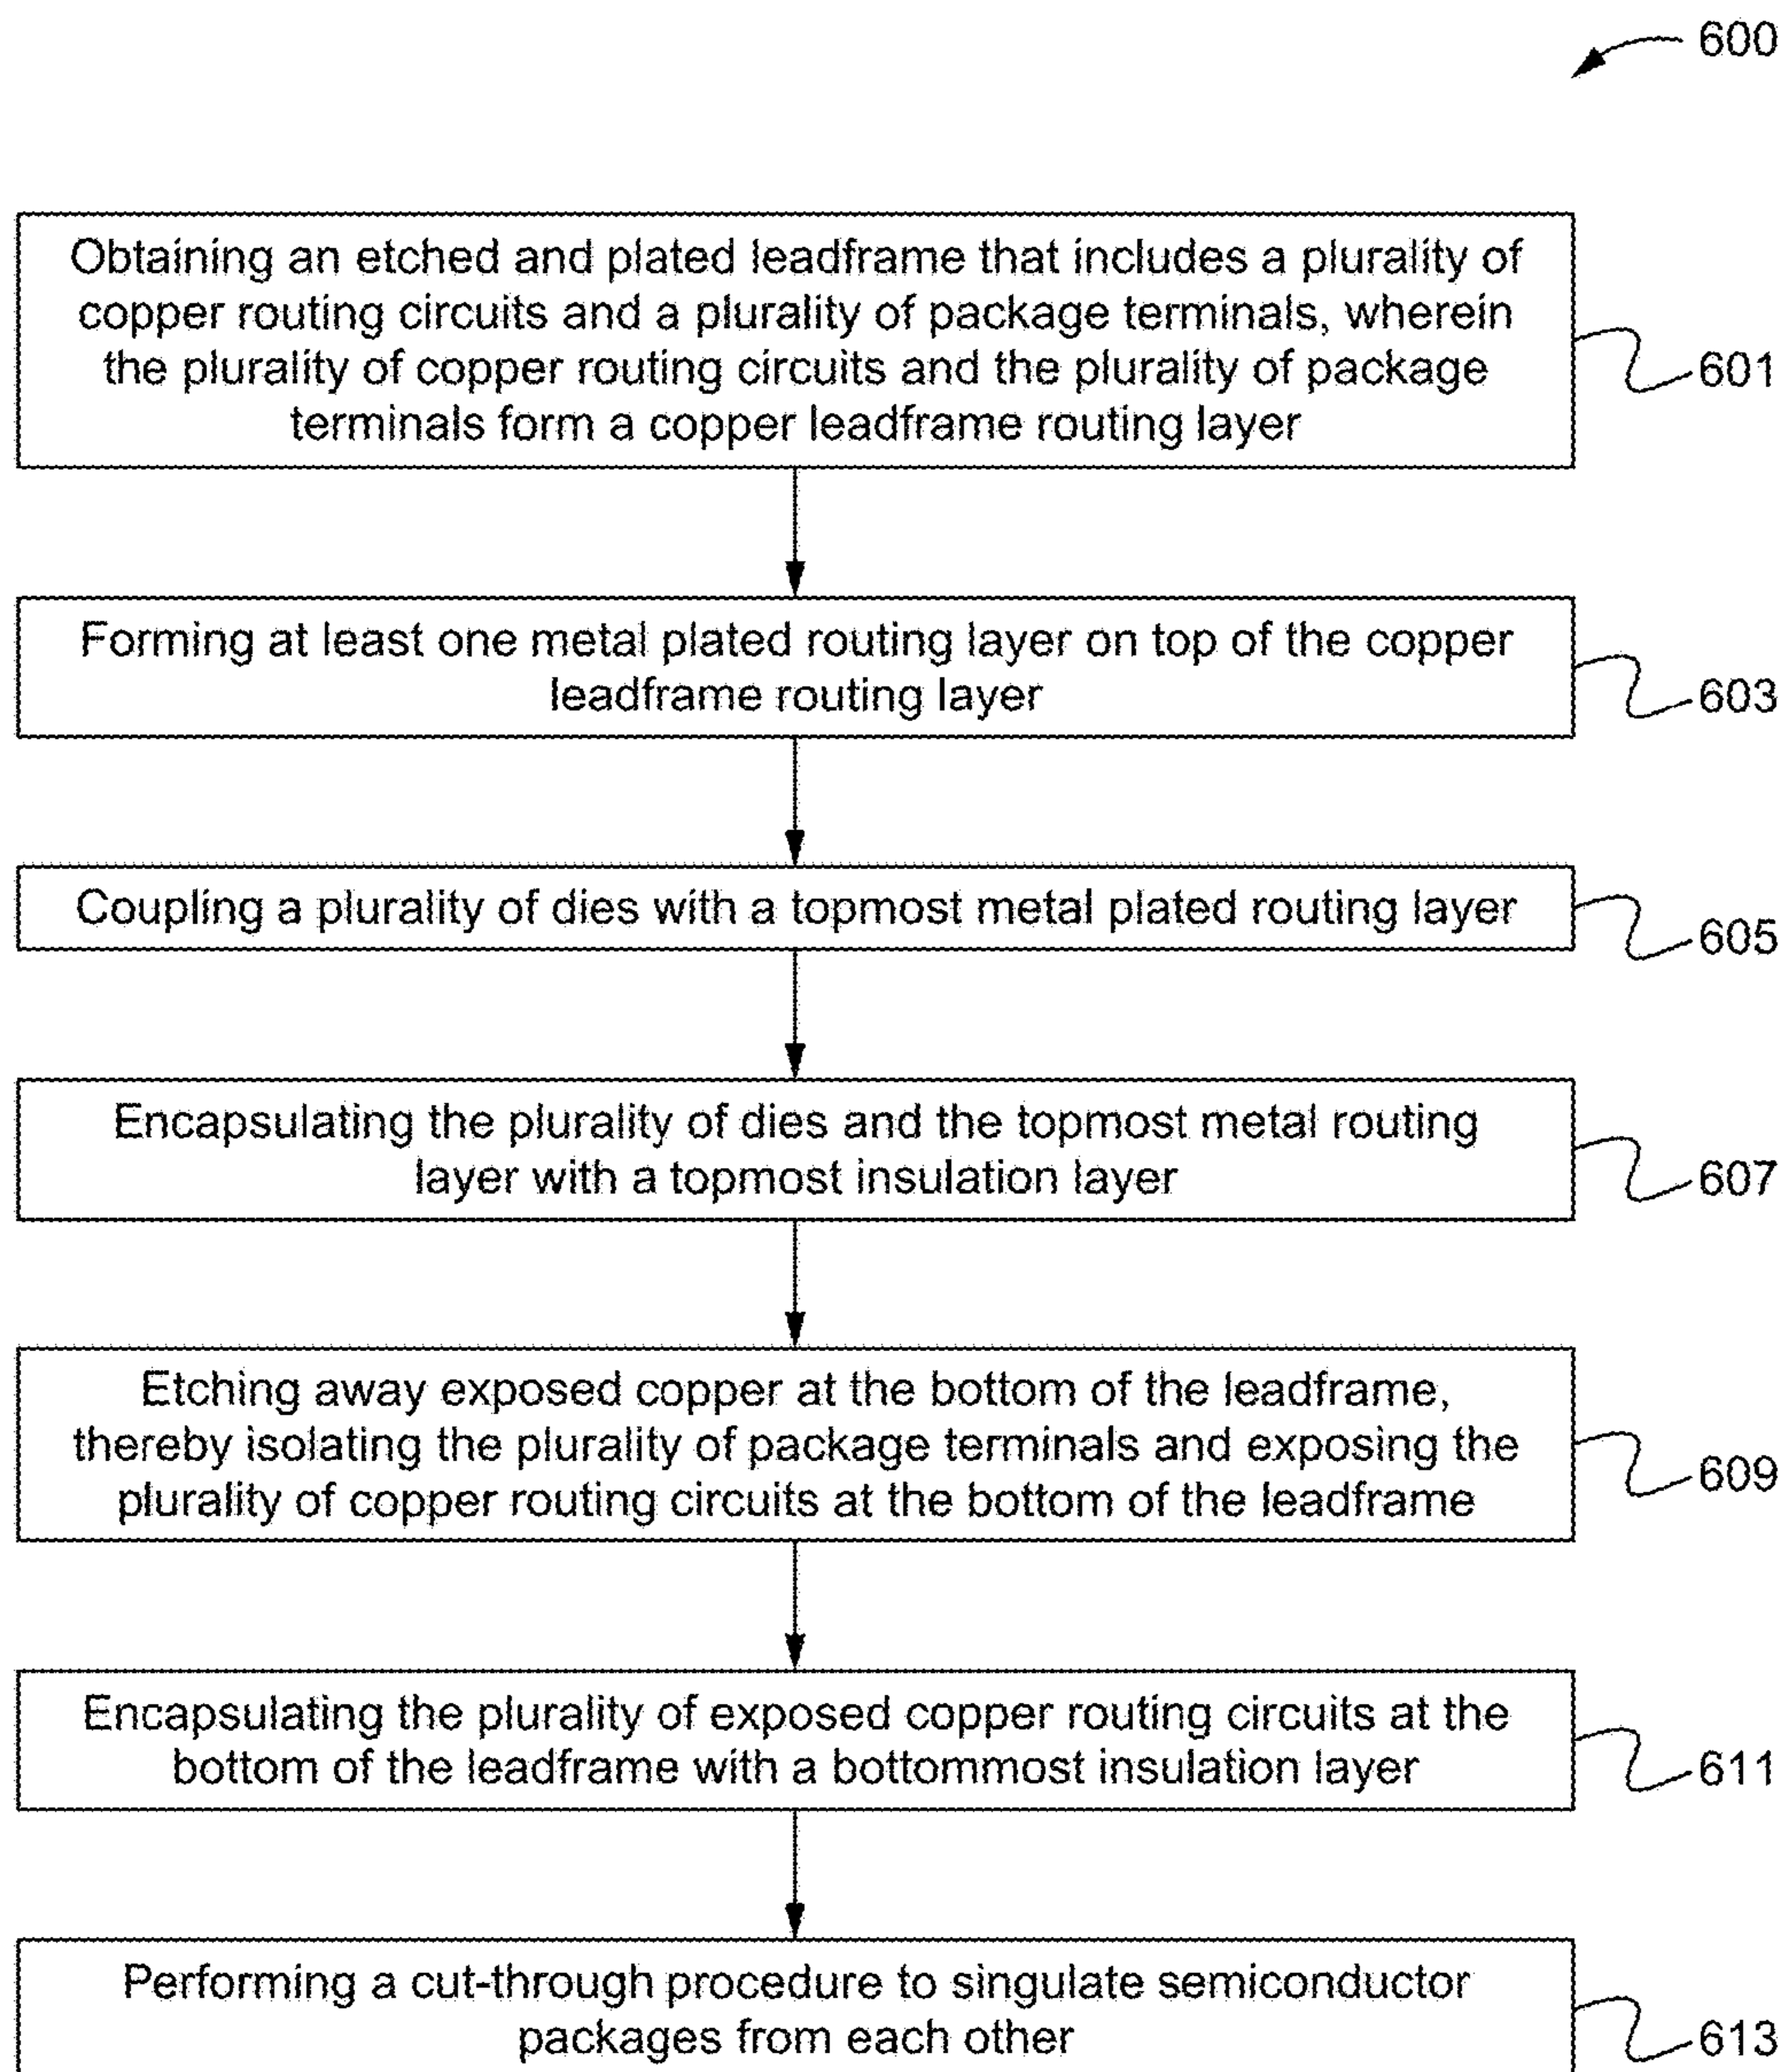 600
Obtaining an etched and plated leadframe that includes a plurality of
copper routing circuits and a plurality of package terminals, wherein
the plurality of copper routing circuits and the plurality of package
terminals form a copper leadframe routing layer
601
Forming at least one metal plated routing layer on top of the copper
leadframe routing layer
603
Coupling a plurality of dies with a topmost metal plated routing layer
605
Encapsulating the plurality of dies and the topmost metal routing
layer with a topmost insulation layer
607
Etching away exposed copper at the bottom of the leadframe,
thereby isolating the plurality of package terminals and exposing the
plurality of copper routing circuits at the bottom of the leadframe
609
Encapsulating the plurality of exposed copper routing circuits at the
bottom of the leadframe with a bottommost insulation layer
611
Performing a cut-through procedure to singulate semiconductor
packages from each other
613